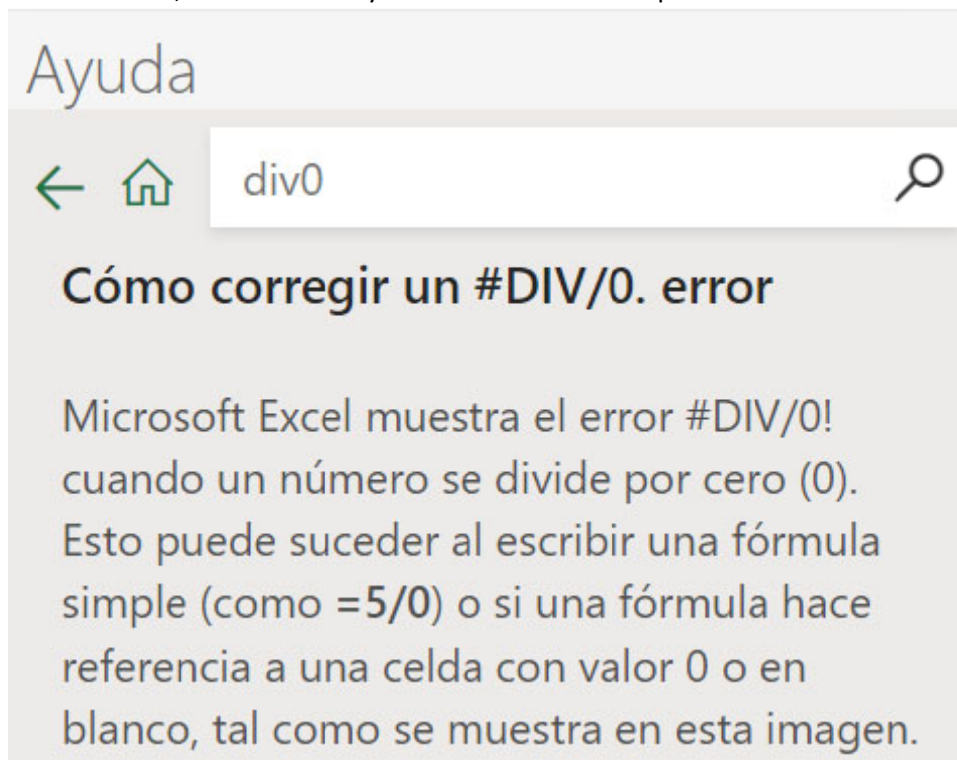 Ayuda
div0
Cómo corregir un #DIV/0. error
Microsoft Excel muestra el error #DIV/0!
cuando un número se divide por cero (0).
Esto puede suceder al escribir una fórmula
simple (como =5/0) o si una fórmula hace
referencia a una celda con valor 0 o en
blanco, tal como se muestra en esta imagen.